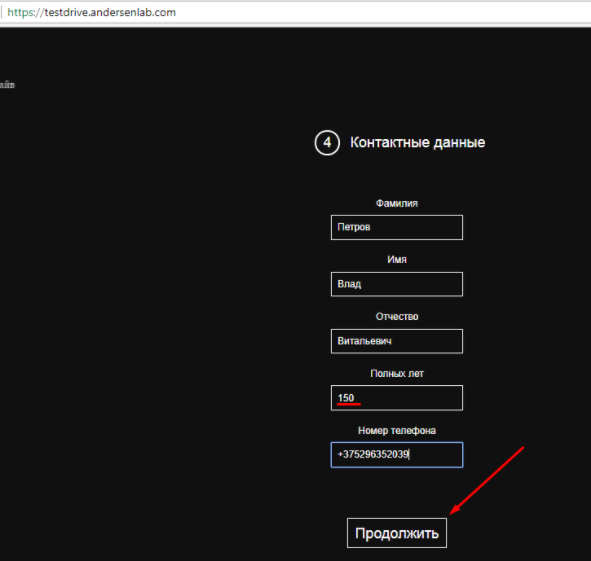 https://testdrive.andersenlab.com
айв
4 Контактные данные
Фамилия
Петров
Имя
Влад
Отчество
Витальевич
Полных лет
150
Номер телефона
+375296352039
Продолжить